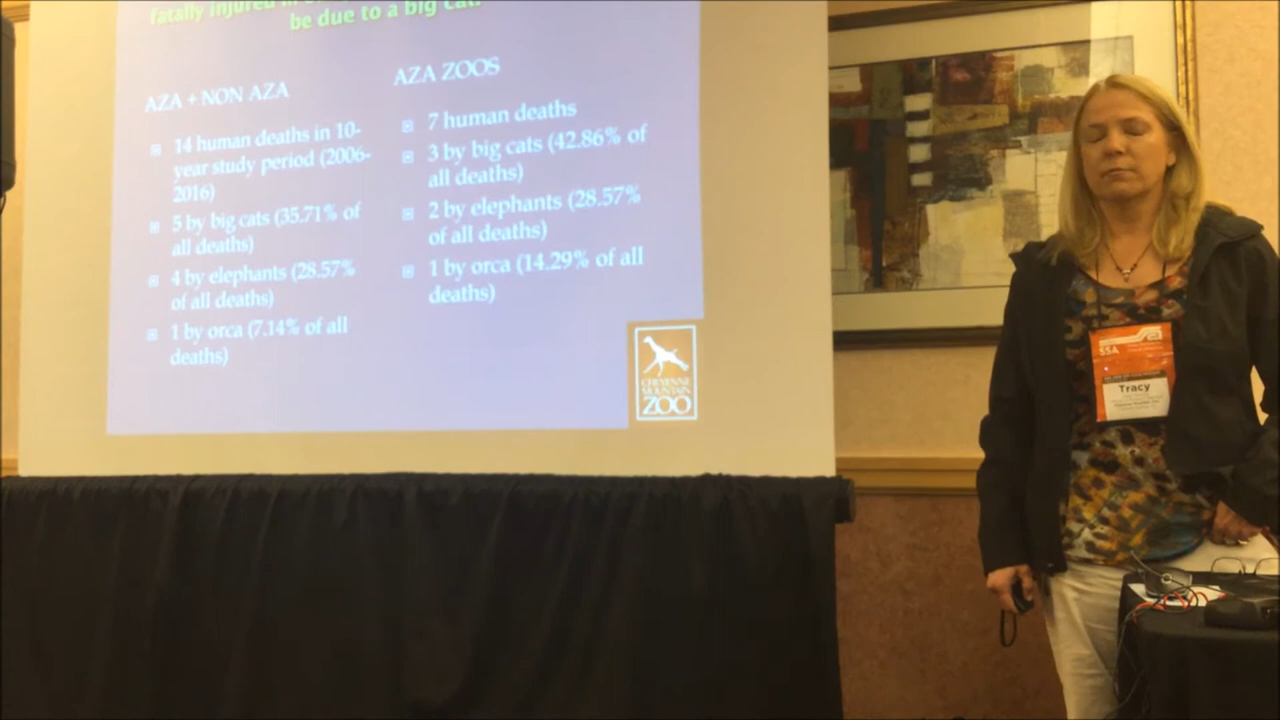 fatally injured in
be due to a big cat.
AZA + NON AZA
14 human deaths in 10-
year study period (2006-
2016)
5 by big cats (35.71% of
all deaths)
4 by elephants (28.57%
of all deaths)
1 by orca (7.14% of all
deaths)
AZA ZOOS
7 human deaths
3 by big cats (42.86% of
all deaths)
2 by elephants (28.57%
of all deaths)
1 by orca (14.29% of all
deaths)
CHEYENNE
MOUNTAIN
ZOO
SSA
Tracy